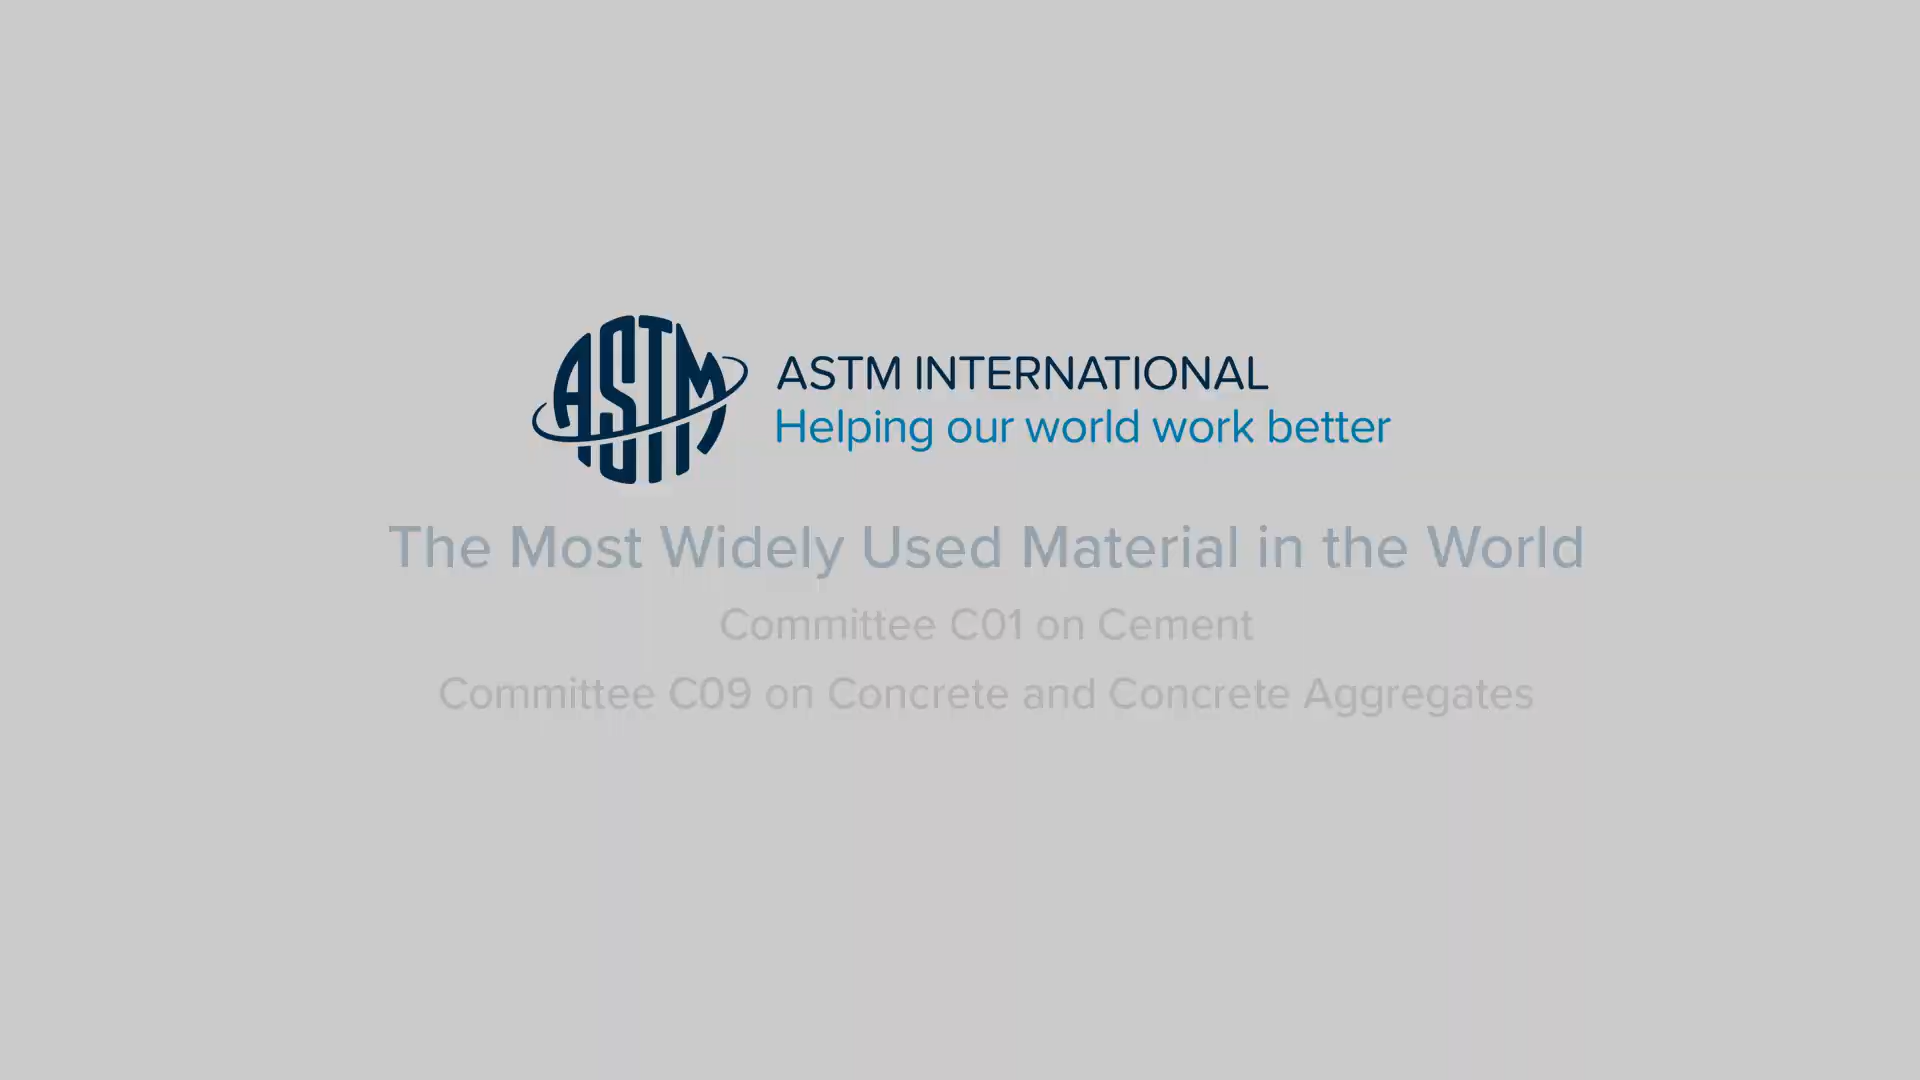 ASTM
ASTM INTERNATIONAL
Helping our world work better
The Most Widely Used Material in the World
Committee C01 on Cement
Committee C09 on Concrete and Concrete Aggregates